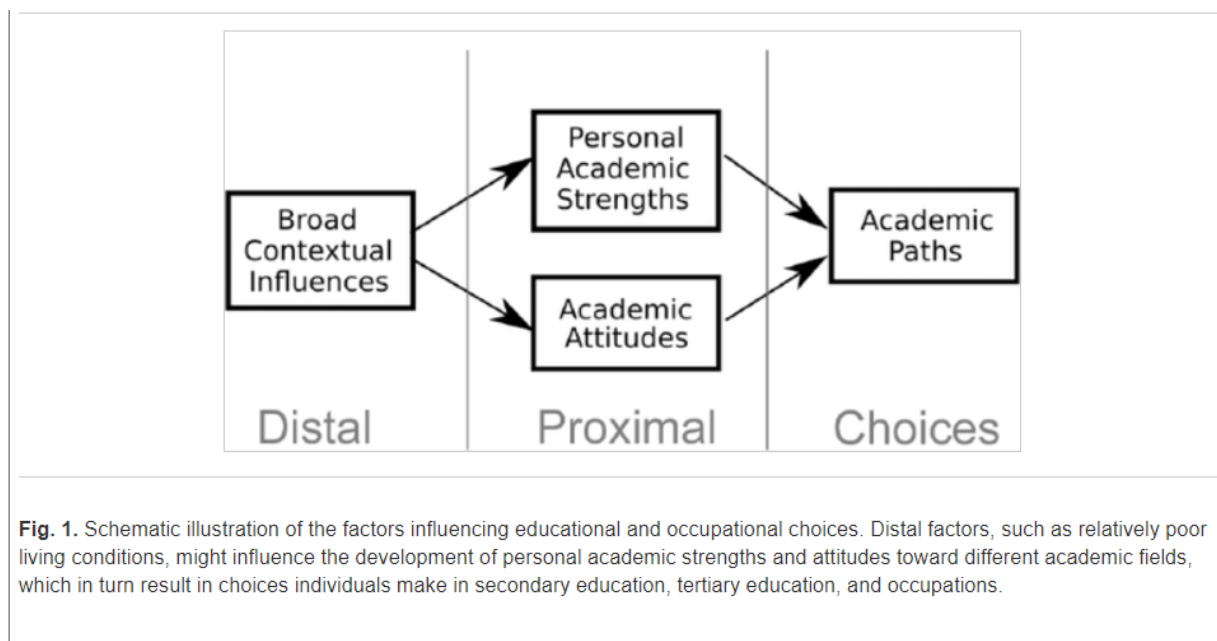 Broad
Contextual
Influences
Personal
Academic
Strengths
Academic
Attitudes
Academic
Paths
Distal
Proximal
Choices
Fig. 1. Schematic illustration of the factors influencing educational and occupational choices. Distal factors, such as relatively poor
living conditions, might influence the development of personal academic strengths and attitudes toward different academic fields,
which in turn result in choices individuals make in secondary education, tertiary education, and occupations.